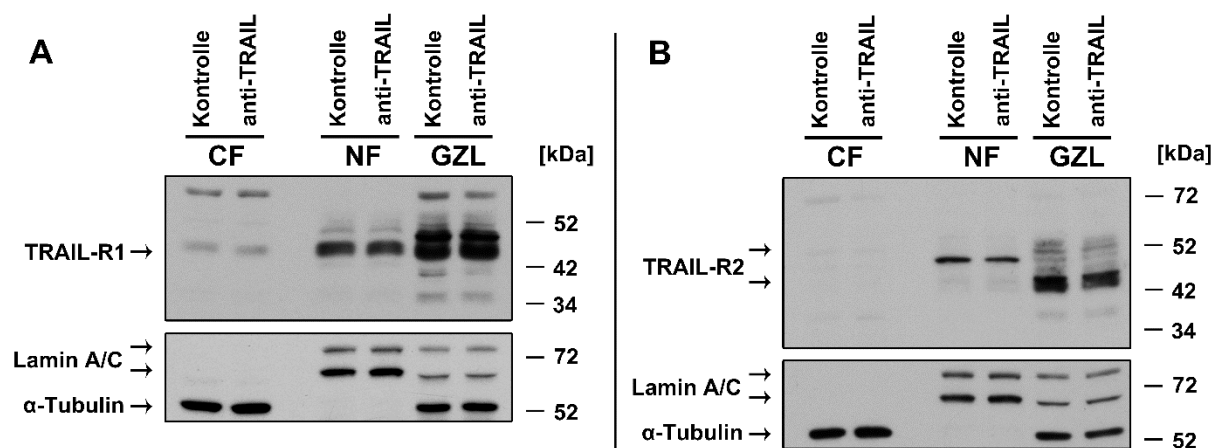 A
Kontrolle
anti-TRAIL
Kontrolle
anti-TRAIL
Kontrolle
anti-TRAIL
CF NF GZL [kDa]
TRAIL-R1 →
52
42
34
Lamin A/C
→
→
α-Tubulin →
72
52
B
Kontrolle
anti-TRAIL
Kontrolle
anti-TRAIL
Kontrolle
anti-TRAIL
CF NF GZL [kDa]
TRAIL-R2
→
→
72
52
42
34
Lamin A/C
→
→
α-Tubulin →
72
52